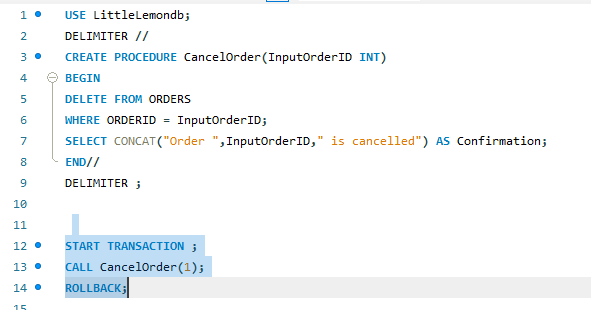 1 USE LittleLemondb;
2 DELIMITER //
3 CREATE PROCEDURE CancelOrder(InputOrderID INT)
4 BEGIN
5 DELETE FROM ORDERS
6 WHERE ORDERID = InputOrderID;
7 SELECT CONCAT("Order ",InputOrderID," is cancelled") AS Confirmation;
8 END//
9 DELIMITER ;
10
11
12 START TRANSACTION ;
13 CALL CancelOrder(1);
14 ROLLBACK;
15